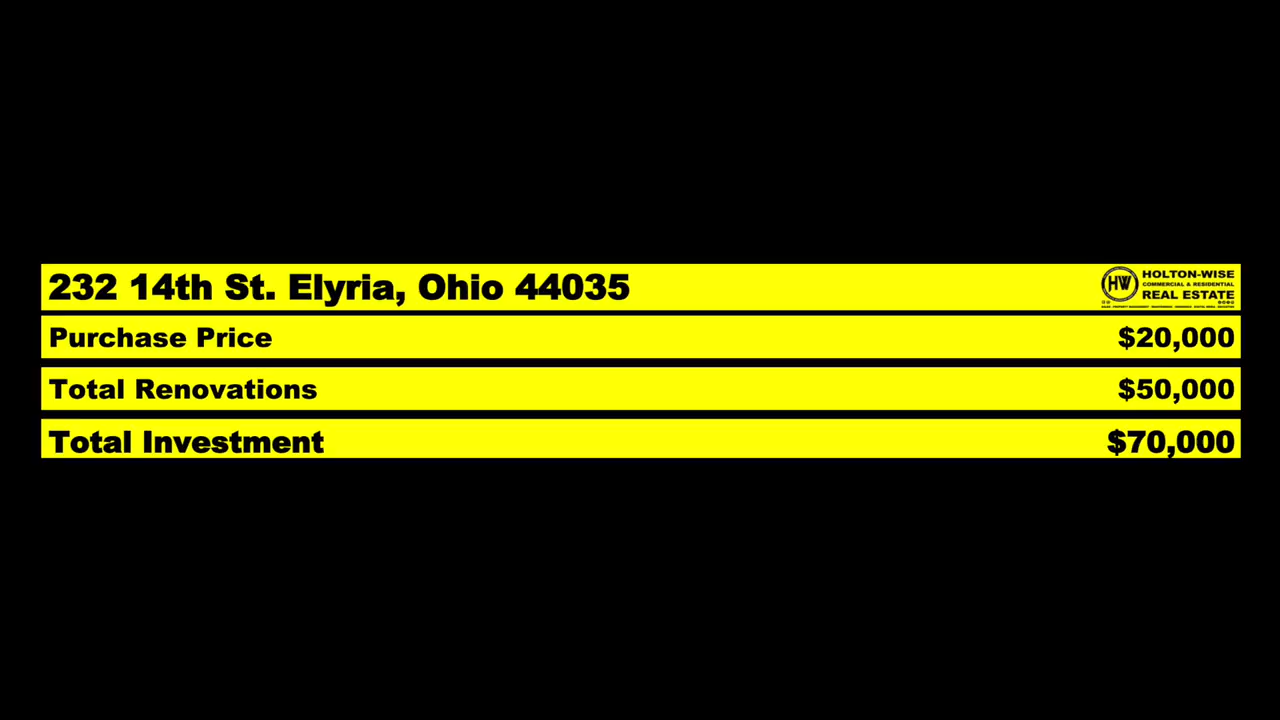 232 14th St. Elyria, Ohio 44035
HW
HOLTON-WISE
COMMERCIAL & RESIDENTIAL
REAL ESTATE
Purchase Price $20,000
Total Renovations $50,000
Total Investment $70,000